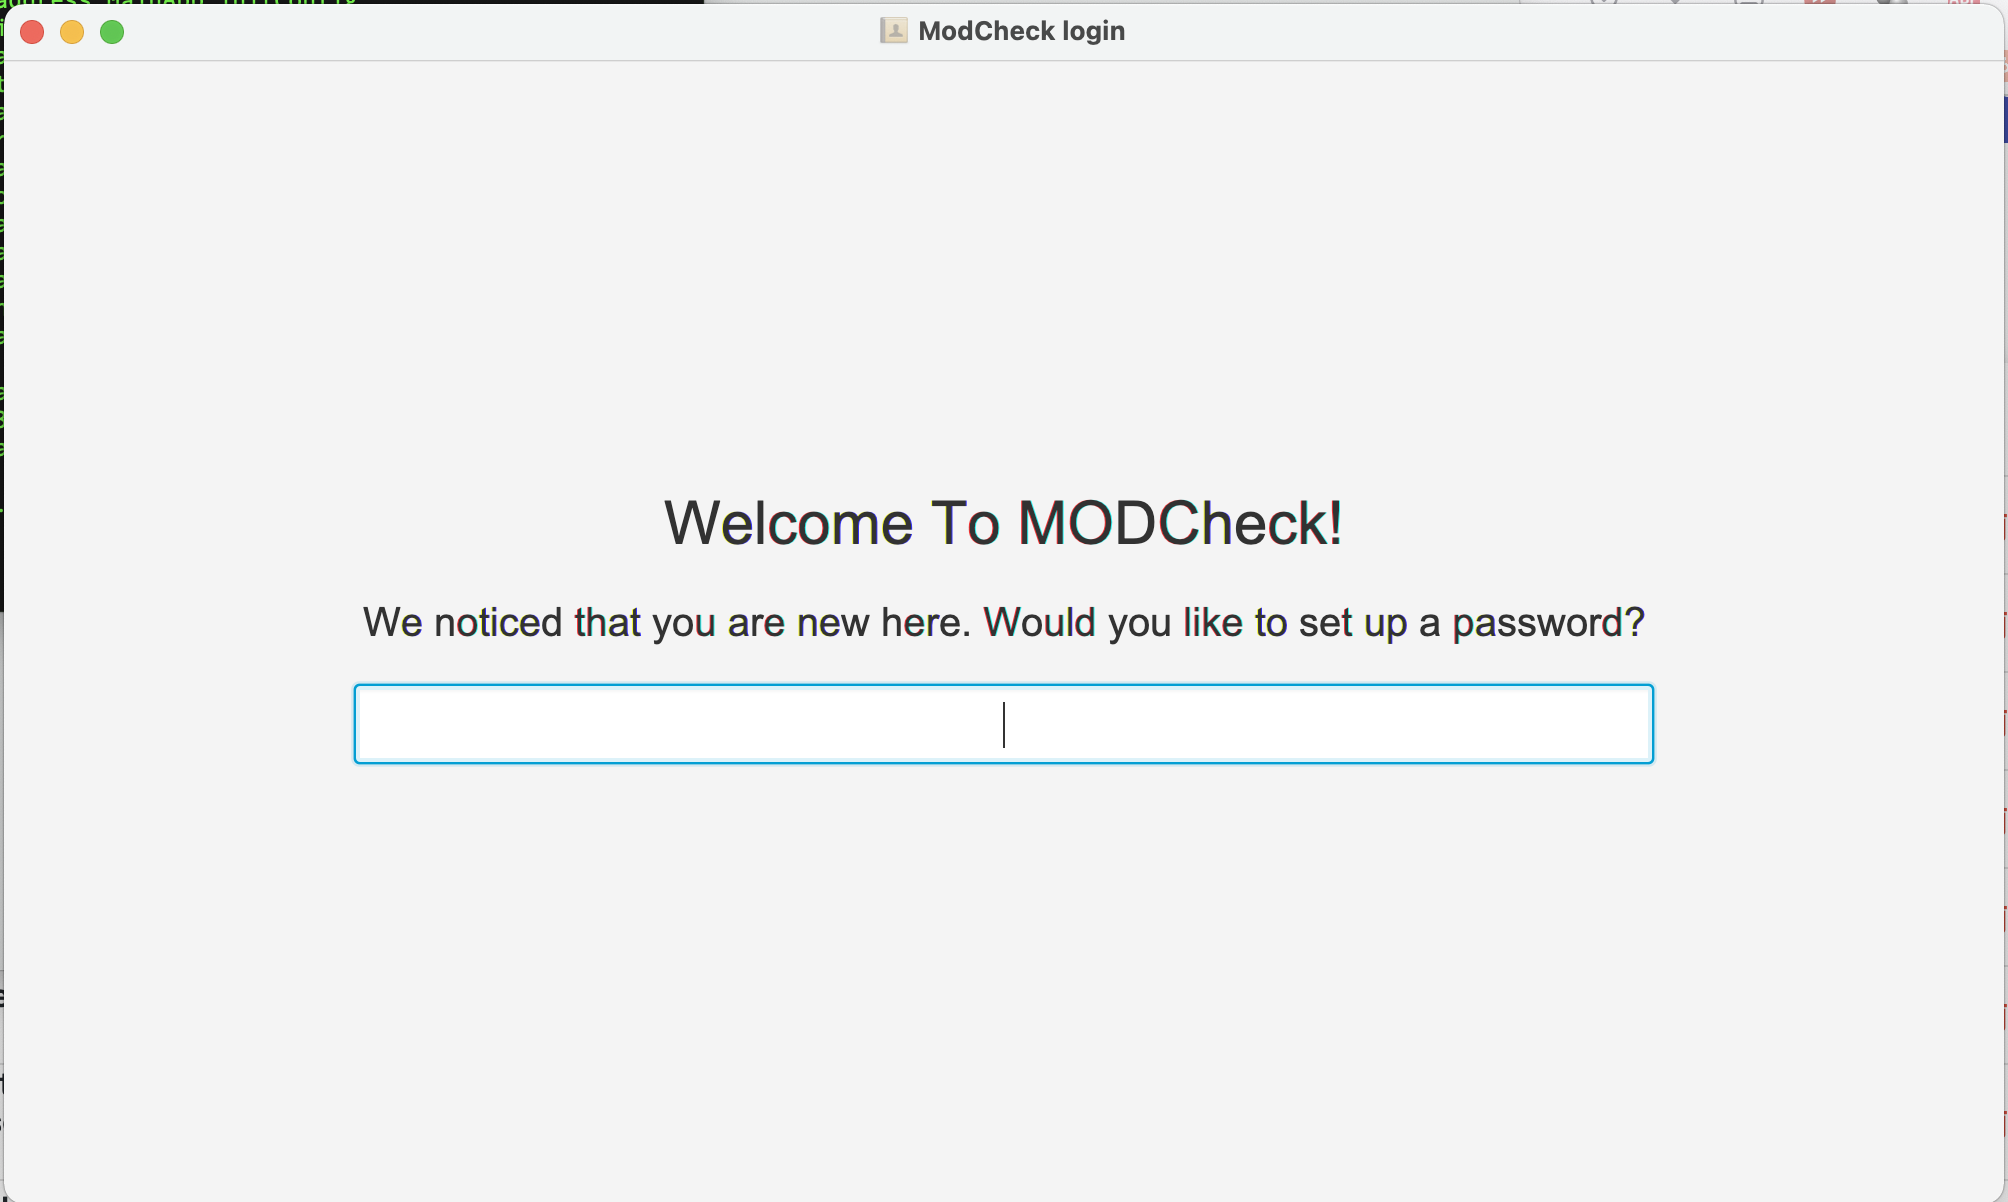 ModCheck login
Welcome To MODCheck!
We noticed that you are new here. Would you like to set up a password?